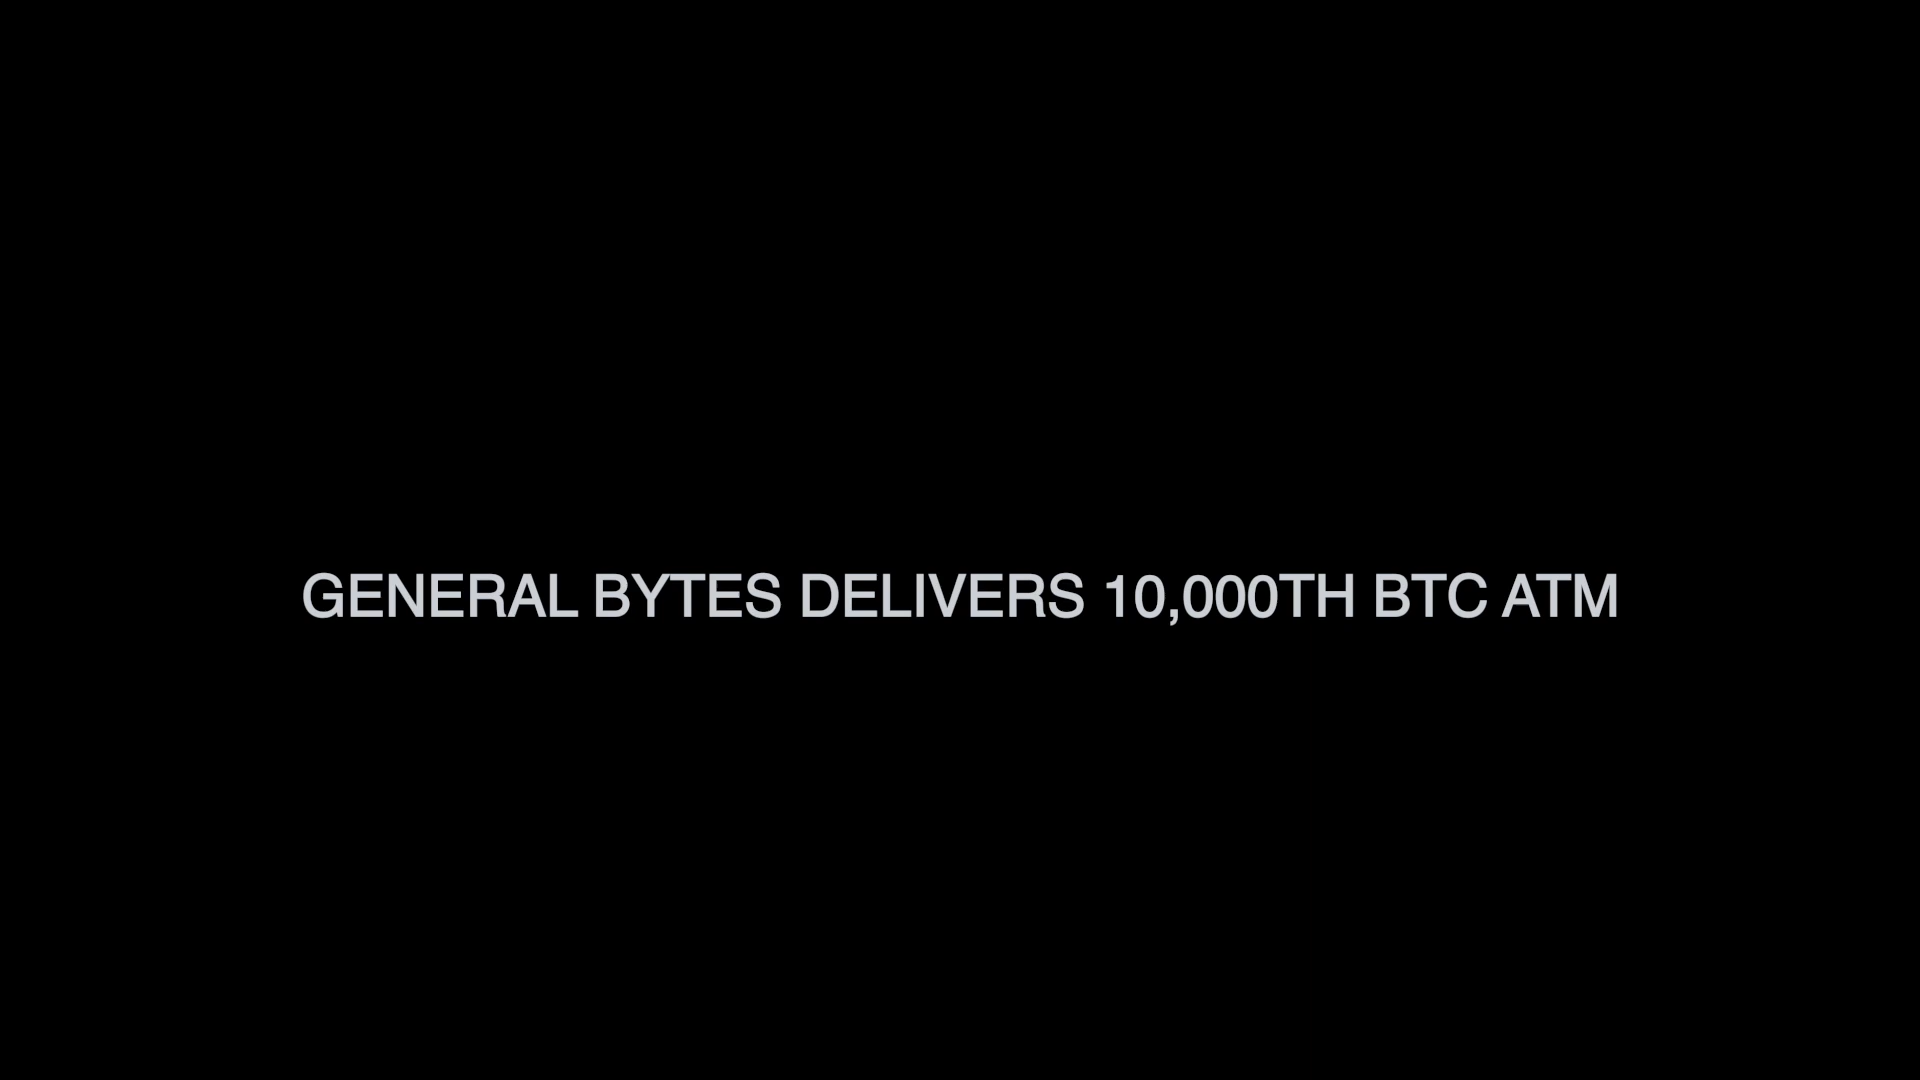 GENERAL BYTES DELIVERS 10,000TH BTC ATM